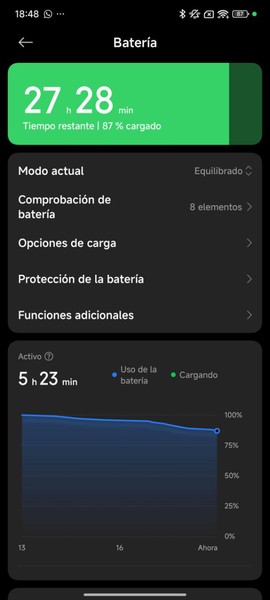 18:48
87
Batería
27 h 28 min
Tiempo restante | 87 % cargado
Modo actual
Equilibrado
Comprobación de
batería
8 elementos
Opciones de carga
Protección de la batería
Funciones adicionales
Activo
5 h 23 min
Uso de la
batería
Cargando
100%
75%
50%
25%
0%
13
16
Ahora